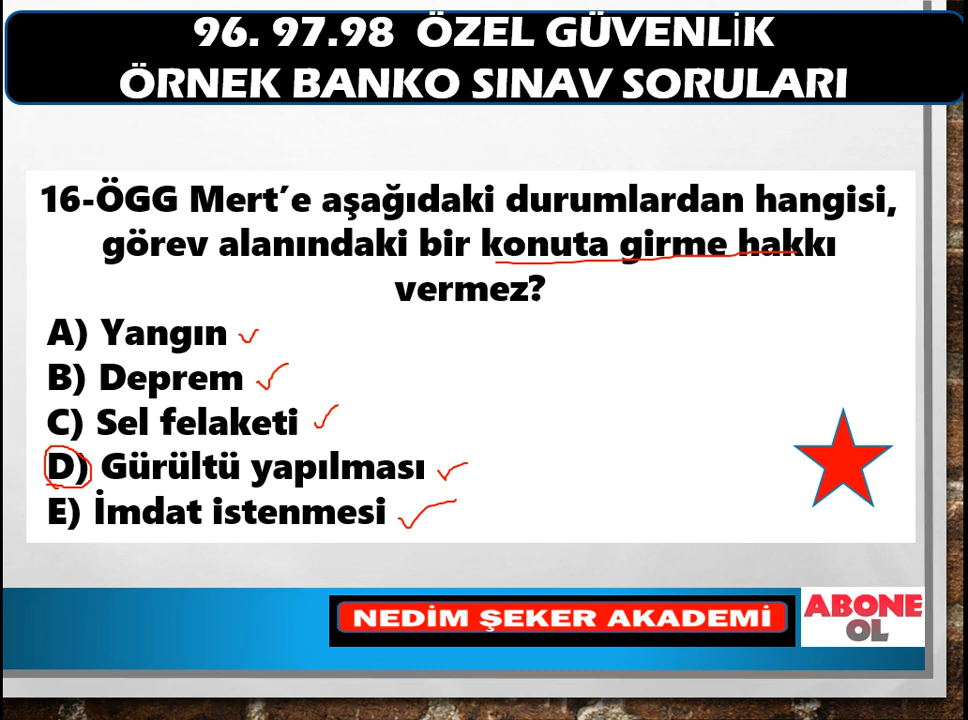 96. 97.98 ÖZEL GÜVENLİK
ÖRNEK BANKO SINAV SORULARI
16-ÖGG Mert’e aşağıdaki durumlardan hangisi,
görev alanındaki bir konuta girme hakkı
vermez?
A) Yangın
B) Deprem
C) Sel felaketi
D) Gürültü yapılması
E) İmdat istenmesi
NEDİM ŞEKER AKADEMİ
ABONE
OL